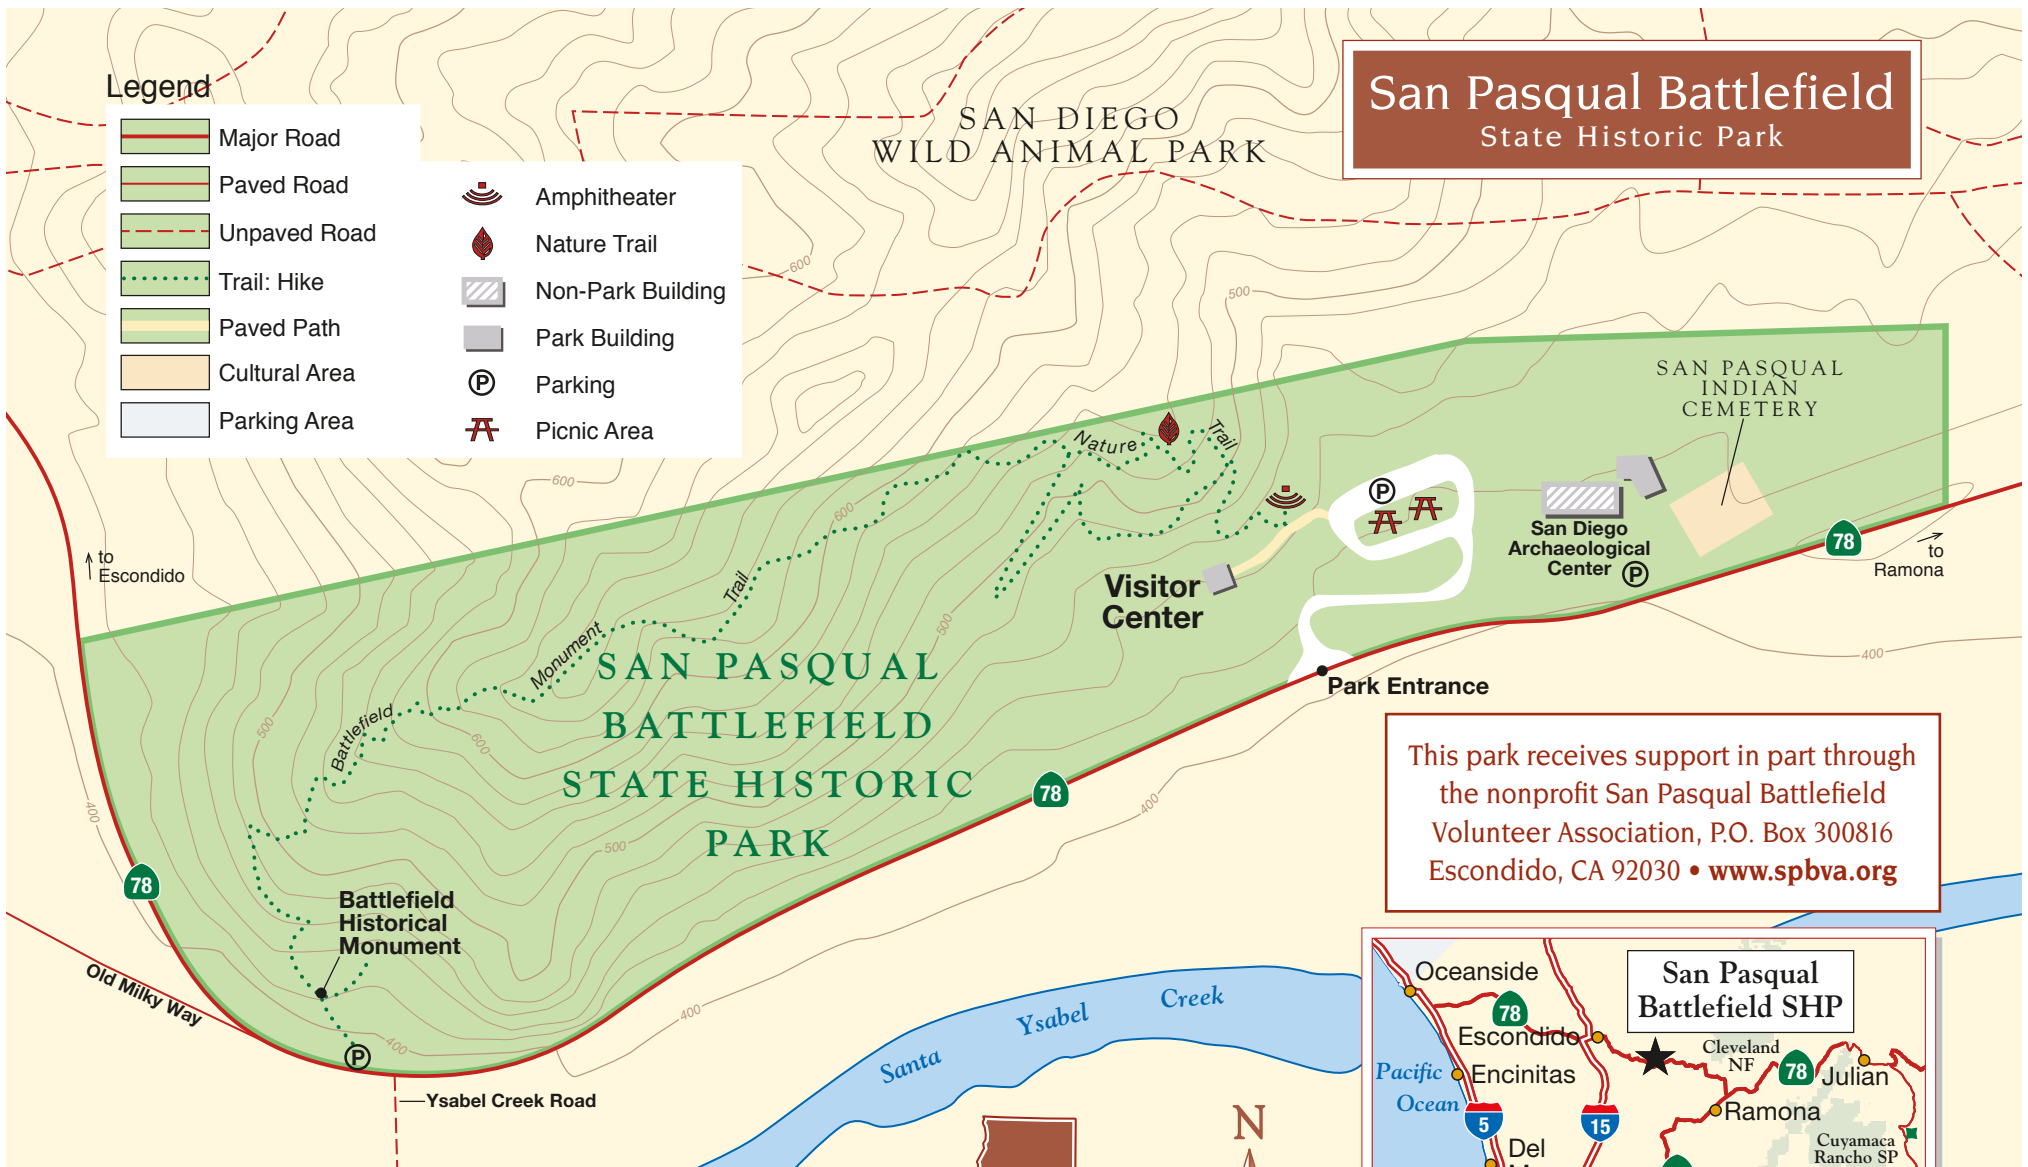 Legend
Major Road
Paved Road
Unpaved Road
Trail: Hike
Paved Path
Cultural Area
Parking Area
Amphitheater
Nature Trail
Non-Park Building
Park Building
P
Parking
Picnic Area
SAN DIEGO
WILD ANIMAL PARK
San Pasqual Battlefield
State Historic Park
600
500
SAN PASQUAL
INDIAN
CEMETERY
Nature
Trail
600
600
P
San Diego
Archaeological
Center
P
78
to
Ramona
to
Escondido
Visitor
Center
Trail
Monument
Battlefield
500
SAN PASQUAL
BATTLEFIELD
STATE HISTORIC
PARK
Park Entrance
400
500
600
500
78
400
400
78
Battlefield
Historical
Monument
Old Milky Way
400
P
400
Ysabel Creek Road
Santa
Ysabel
Creek
N
This park receives support in part through
the nonprofit San Pasqual Battlefield
Volunteer Association, P.O. Box 300816
Escondido, CA 92030 • www.spbva.org
Oceanside
78
Escondido
San Pasqual
Battlefield SHP
Cleveland
NF
78
Julian
Pacific
Ocean
Encinitas
5
15
Ramona
Cuyamaca
Rancho SP
Del